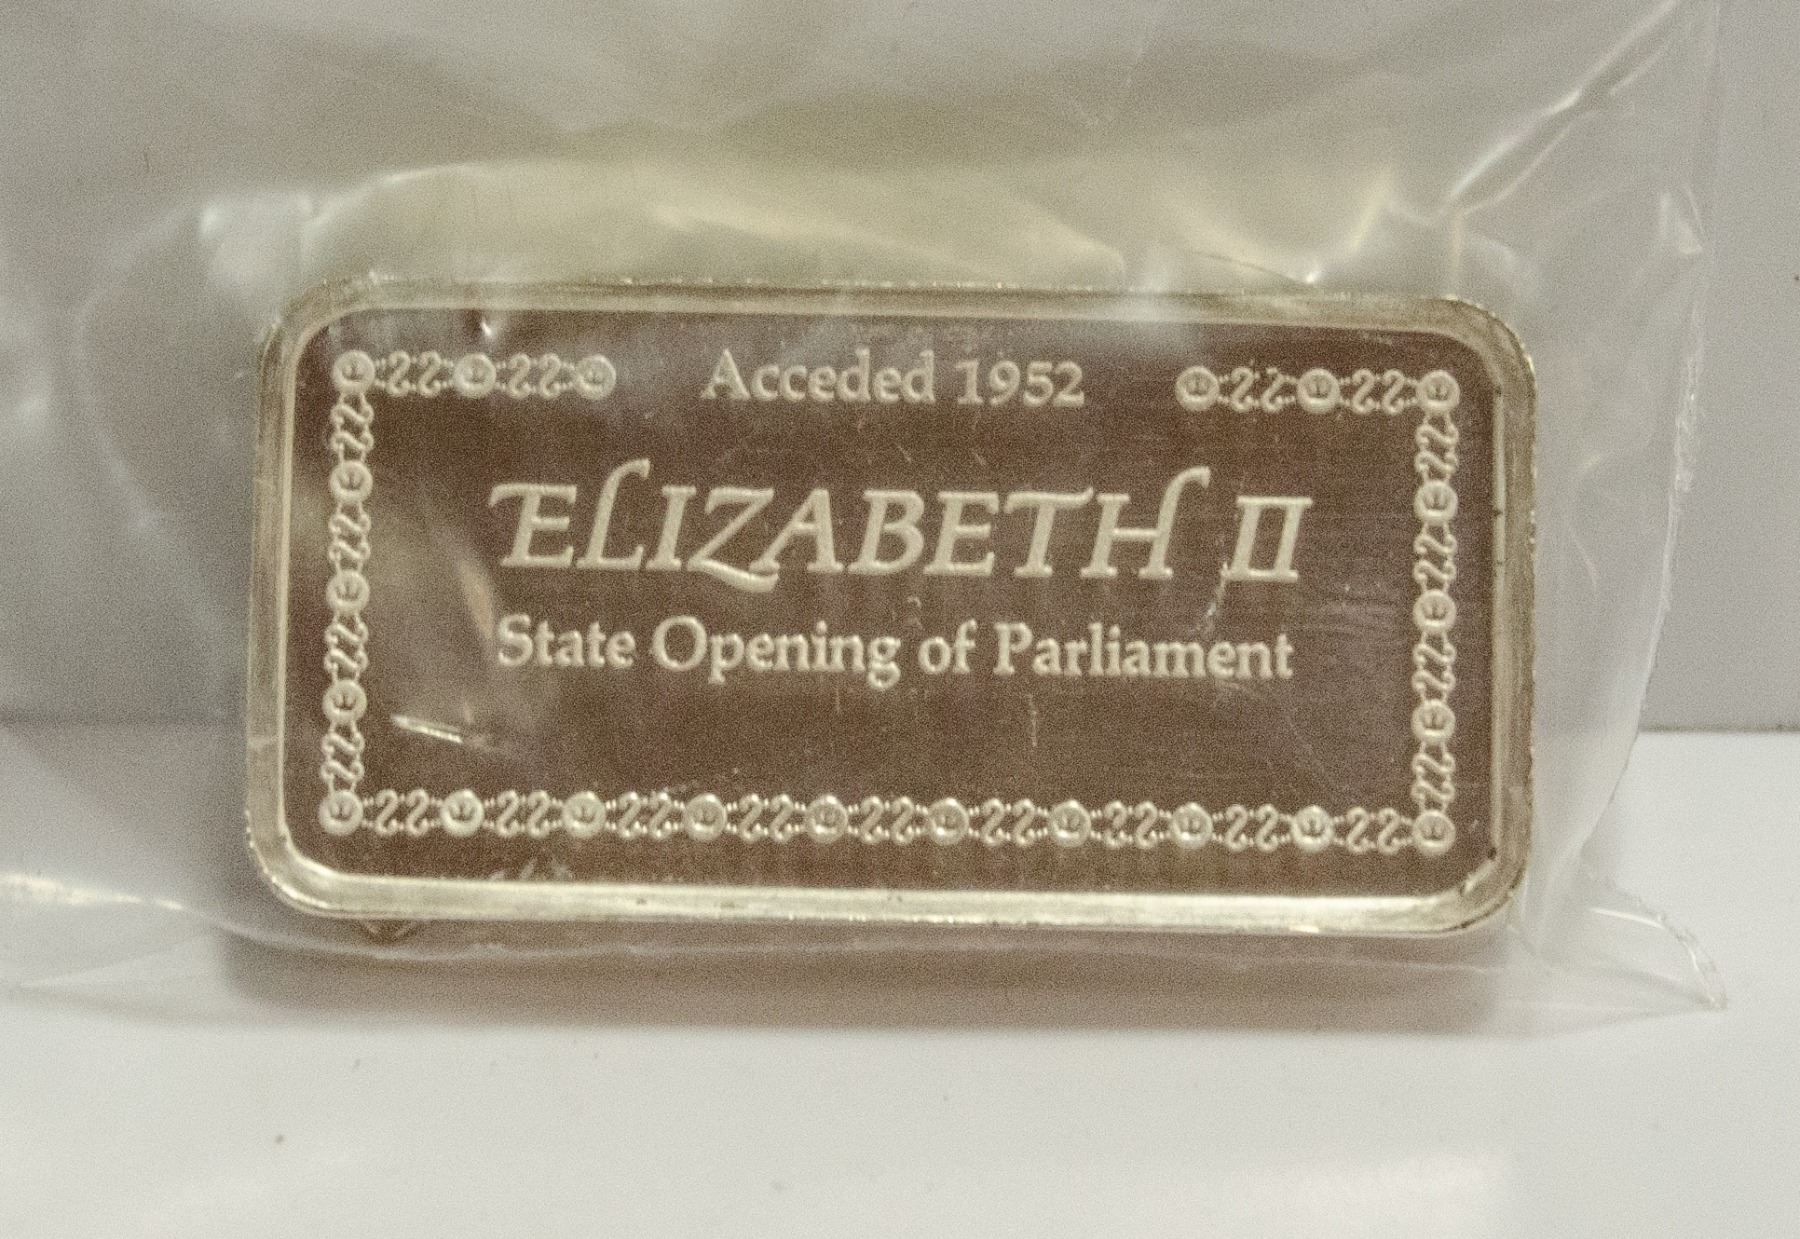 Acceded 1952
ELIZABETH II
State Opening of Parliament